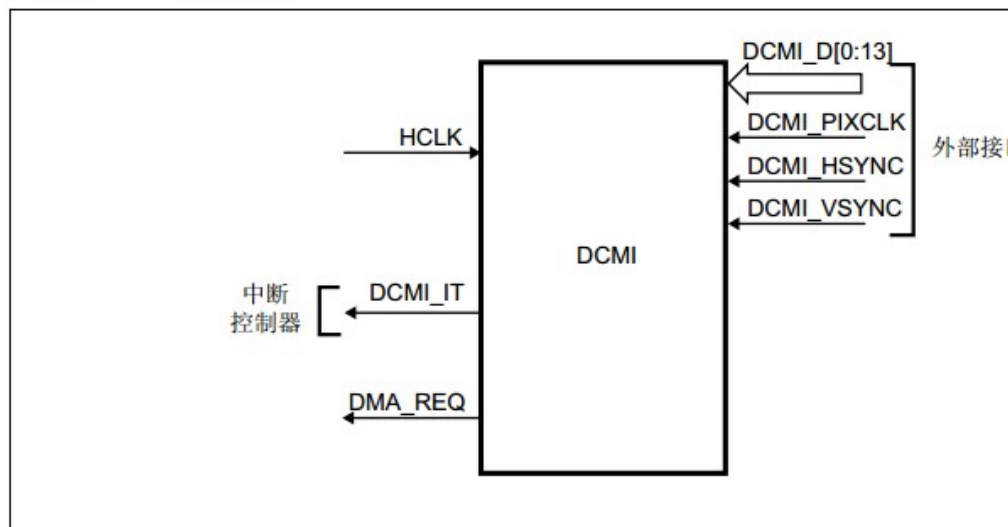 DCMI_D[0:13]
DCMI_PIXCLK
HCLK
外部接
DCMI_HSYNC
DCMI_VSYNC
DCMI
中断
控制器
DCMI_IT
DMA_REQ